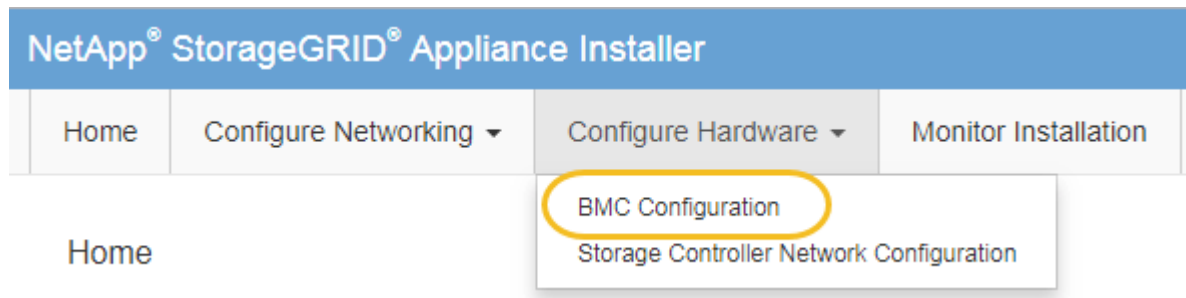 NetApp® StorageGRID® Appliance Installer
Home Configure Networking Configure Hardware Monitor Installation
BMC Configuration
Home
Storage Controller Network Configuration